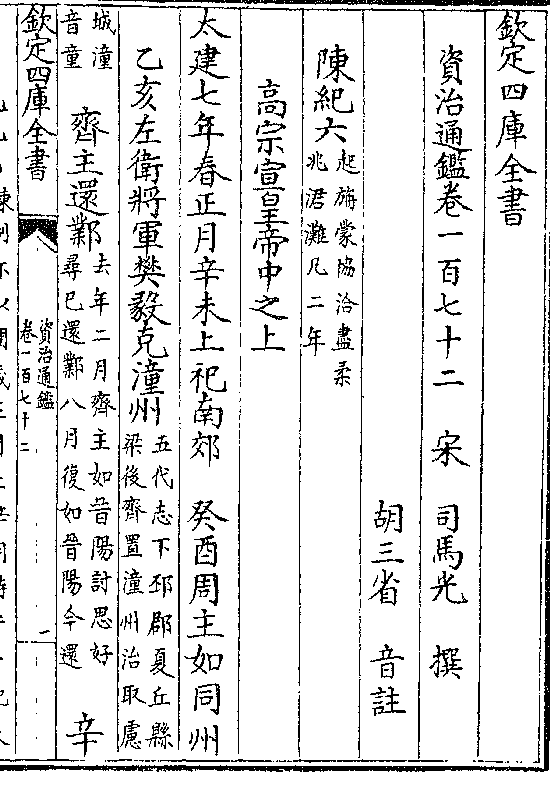 欽定四庫全書
資治通鑑卷一百七十二 宋 司馬光 撰
胡三省 音註
陳紀六 起旃蒙協洽盡柔
兆涒灘凡二年
高宗宣皇帝中之上
太建七年春正月辛未上祀南郊 癸酉周主如同州
乙亥左衛將軍樊毅克潼州 五代志下邳郡夏丘縣
梁後齊置潼州治取慮
城潼
音童
齊主還鄴 去年二月齊主如晉陽討思好
尋已還鄴八月復如晉陽今還 辛
欽定四庫全書
資治通鑑
卷一百七十二
一